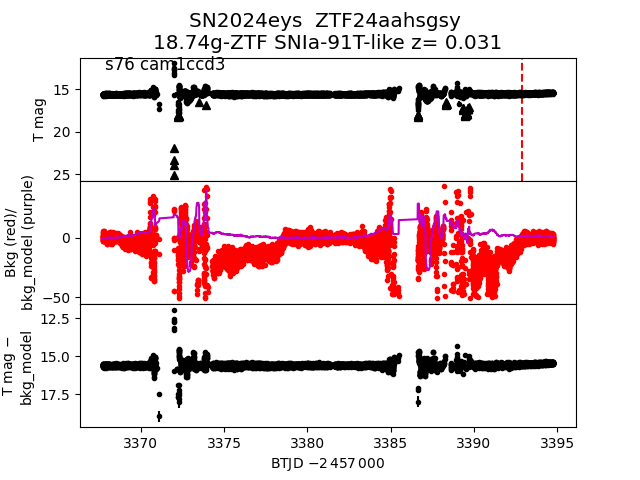 SN2024eys  ZTF24aahsgsy
18.74g-ZTF SNIa-91T-like z= 0.031
s76 cam1ccd3
T mag
15
20
25
Bkg (red)/
bkg_model (purple)
0
−50
T mag −
bkg_model
12.5
15.0
17.5
3370 3375 3380 3385 3390 3395
BTJD −2 457 000